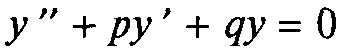 y″ + py′ + qy = 0